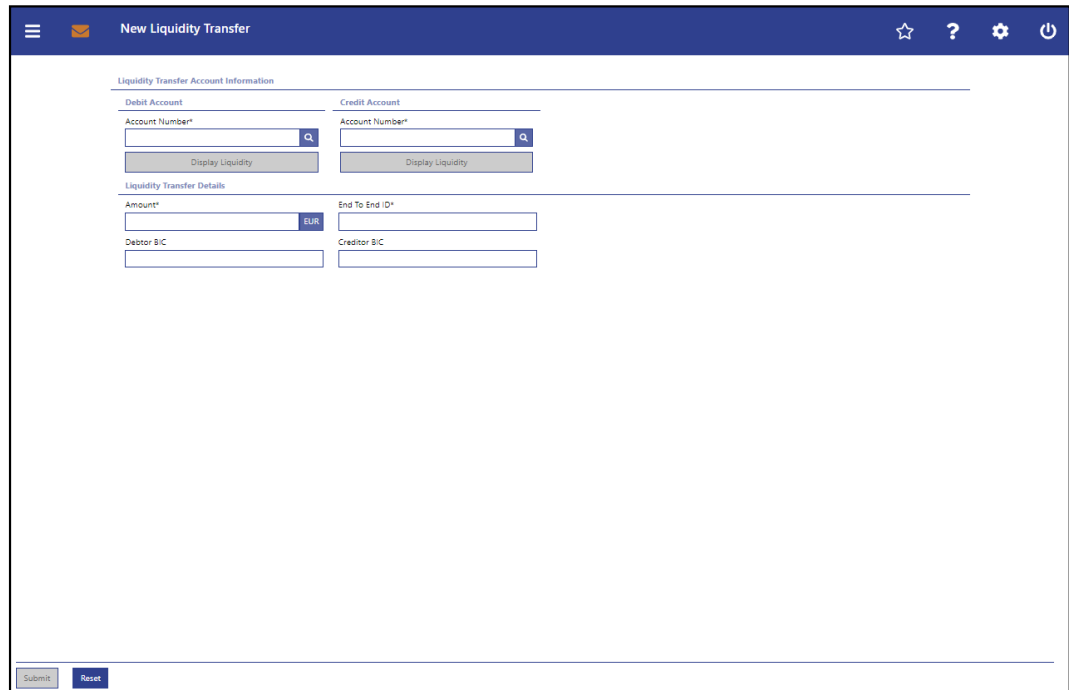 New Liquidity Transfer
Liquidity Transfer Account Information
Debit Account Credit Account
Account Number* Account Number*
Display Liquidity Display Liquidity
Liquidity Transfer Details
Amount* End To End ID*
EUR
Debtor BIC Creditor BIC
Submit Reset